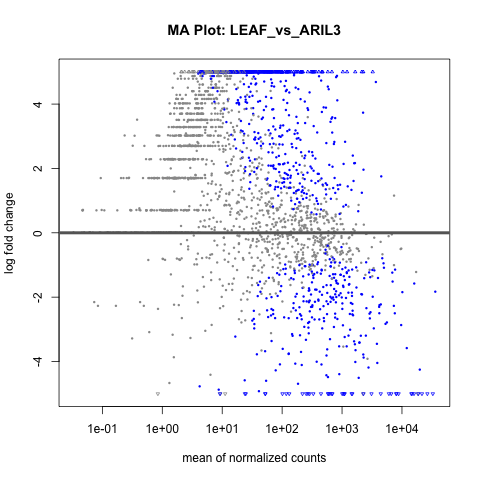 MA Plot: LEAF_vs_ARIL3
log fold change
4
2
0
-2
-4
1e-01 1e+00 1e+01 1e+02 1e+03 1e+04
mean of normalized counts